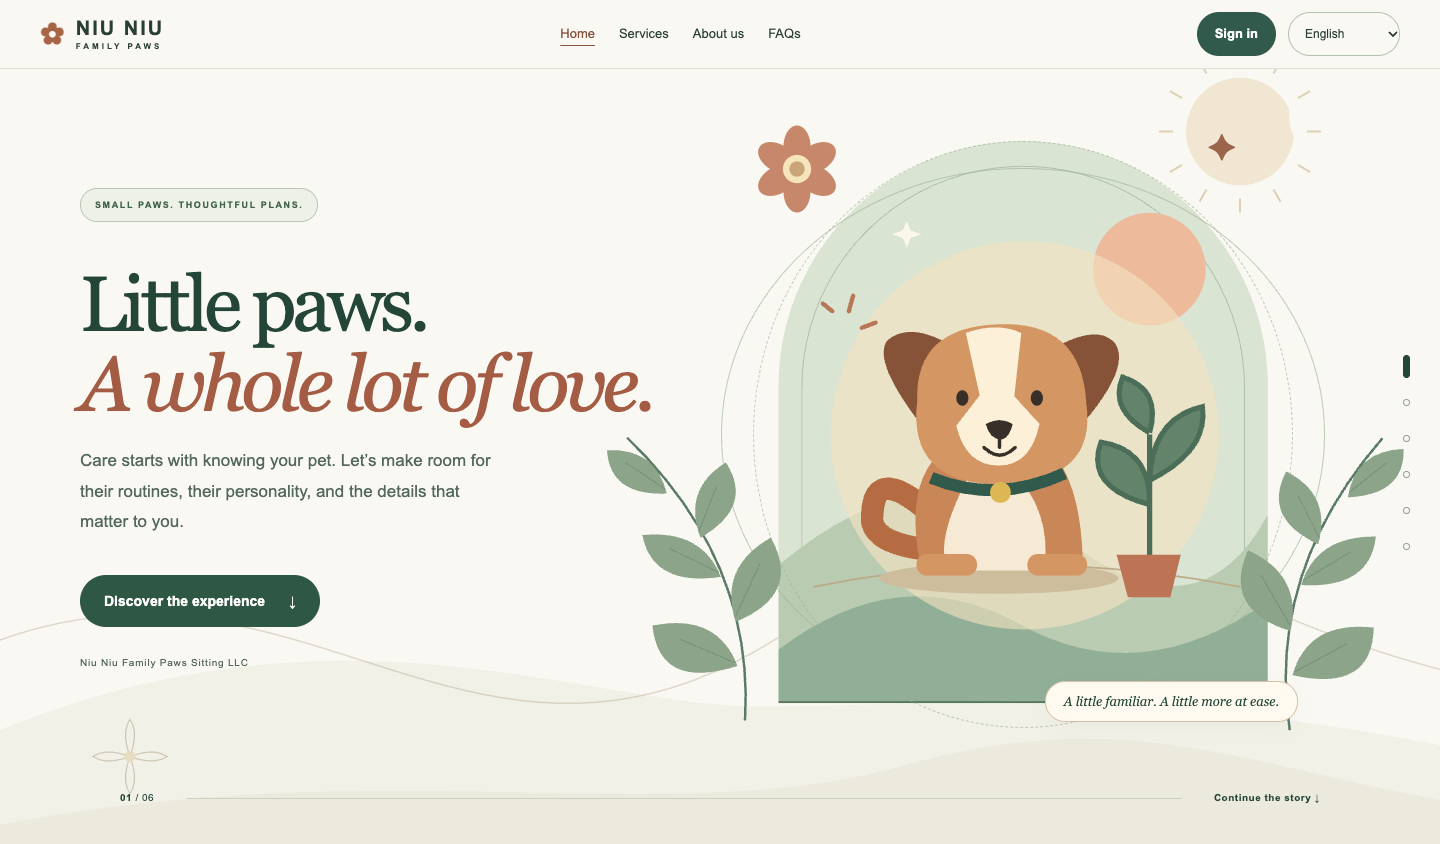 NIU NIU
FAMILY PAWS
Home
Services
About us
FAQs
Sign in
English
SMALL PAWS. THOUGHTFUL PLANS.
Little paws.
A whole lot of love.
Care starts with knowing your pet. Let’s make room for
their routines, their personality, and the details that
matter to you.
Discover the experience ↓
Niu Niu Family Paws Sitting LLC
A little familiar. A little more at ease.
01 / 06
Continue the story ↓